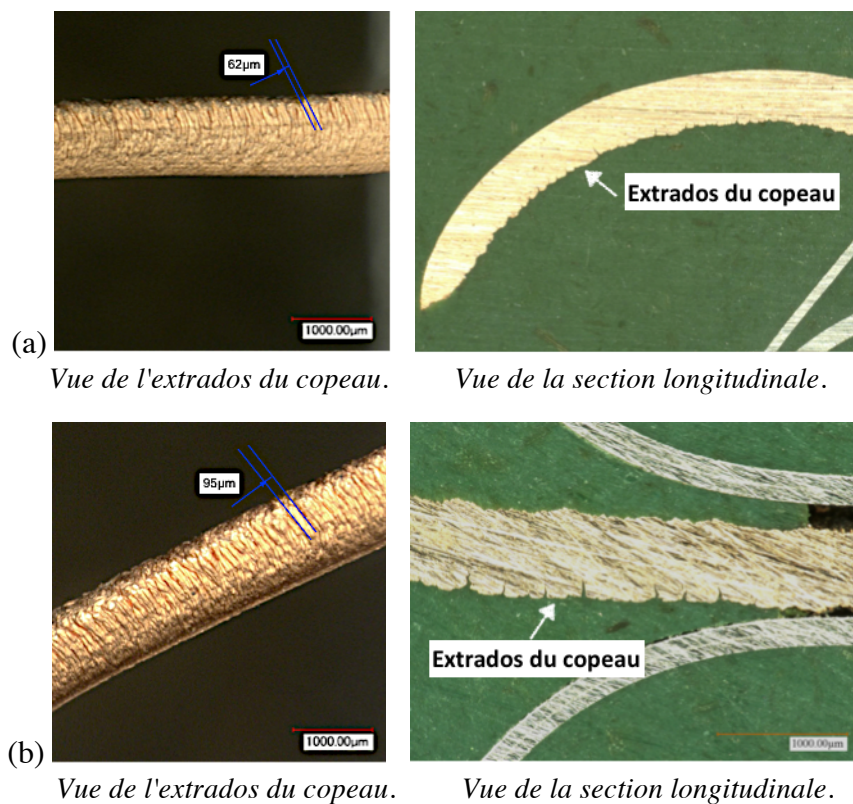 62µm
Extrados du copeau
1000.00µm
(a)
Vue de l'extrados du copeau.
Vue de la section longitudinale.
95µm
Extrados du copeau
1000.00µm
1000.00µm
(b)
Vue de l'extrados du copeau.
Vue de la section longitudinale.